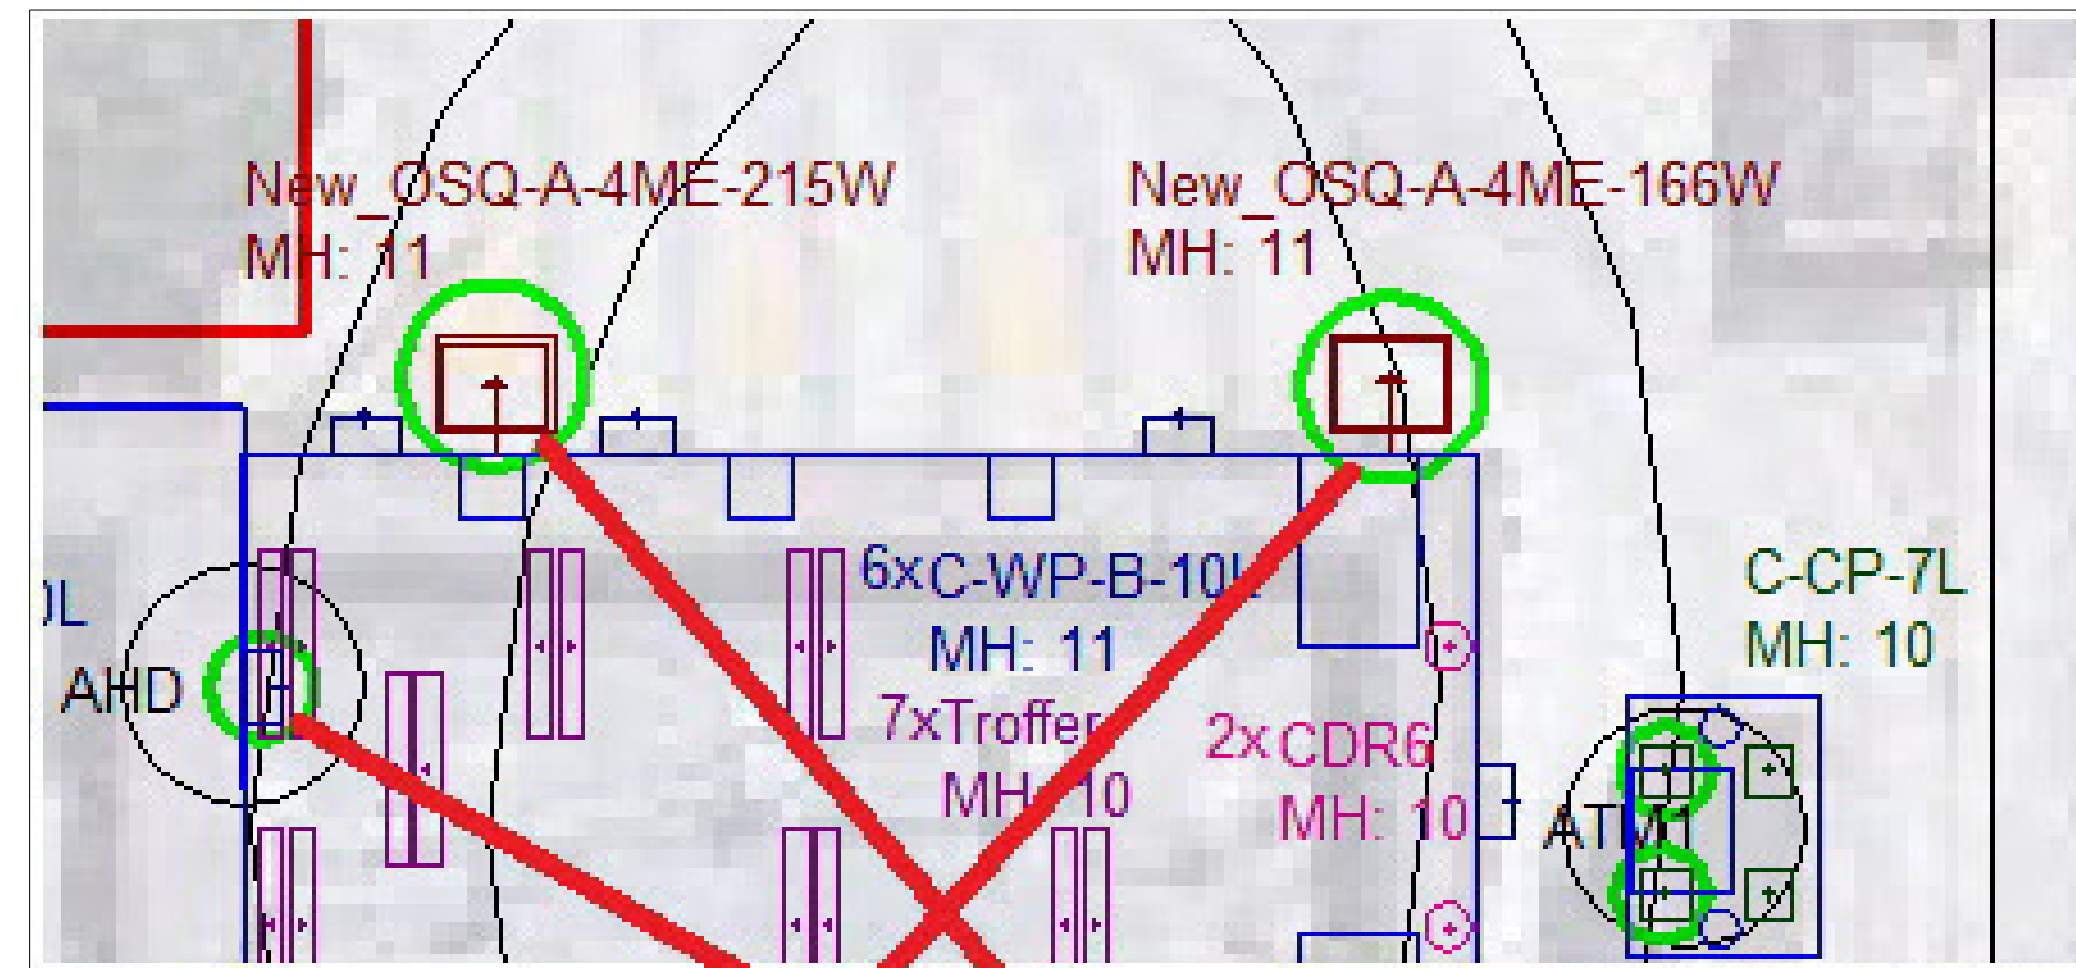 New_OSQ-A-4ME-215W
MH: 11
New_OSQ-A-4ME-166W
MH: 11
6xC-WP-B-10L
MH: 11
7xTroffer
MH: 10
2xCDR6
MH: 10
C-CP-7L
MH: 10
AHD
ATM1